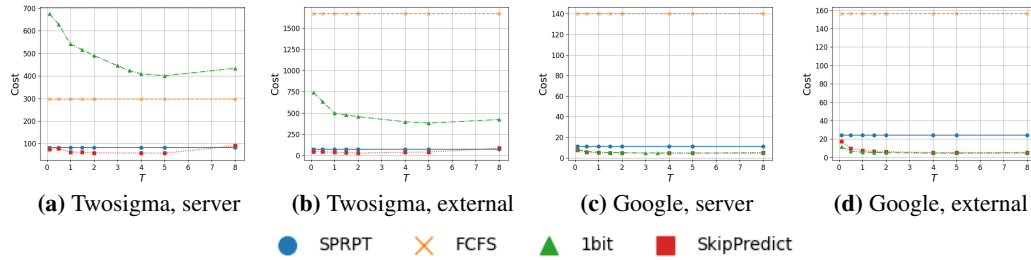 700
600
500
400
300
200
100
Cost
0 1 2 3 4 5 6 7 8
T
(a) Twosigma, server
1750
1500
1250
1000
750
500
250
0
Cost
0 1 2 3 4 5 6 7 8
T
(b) Twosigma, external
140
120
100
80
60
40
20
0
Cost
0 1 2 3 4 5 6 7 8
T
(c) Google, server
160
140
120
100
80
60
40
20
0
Cost
0 1 2 3 4 5 6 7 8
T
(d) Google, external
SPRPT FCFS 1bit SkipPredict